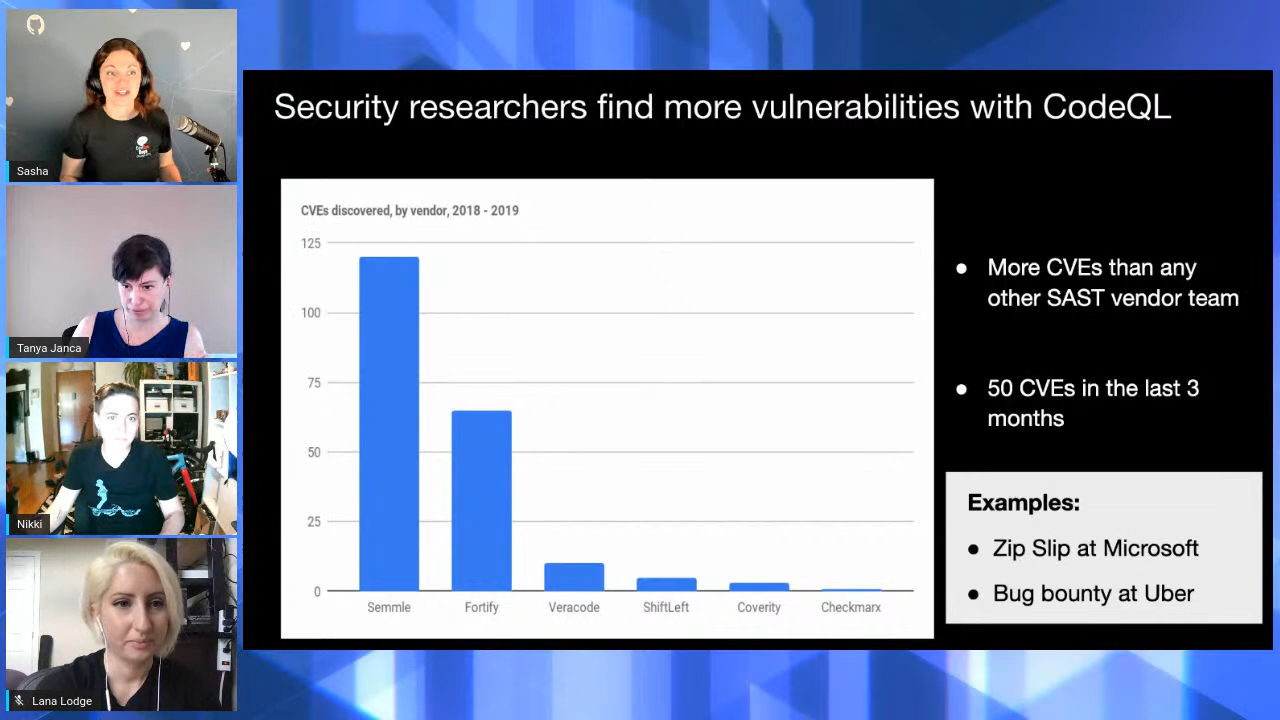 Sasha
Tanya Janca
Nikki
Lana Lodge
Security researchers find more vulnerabilities with CodeQL
CVEs discovered, by vendor, 2018 - 2019
125
100
75
50
25
0
Semmle
Fortify
Veracode
ShiftLeft
Coverity
Checkmarx
• More CVEs than any
other SAST vendor team
• 50 CVEs in the last 3
months
Examples:
• Zip Slip at Microsoft
• Bug bounty at Uber